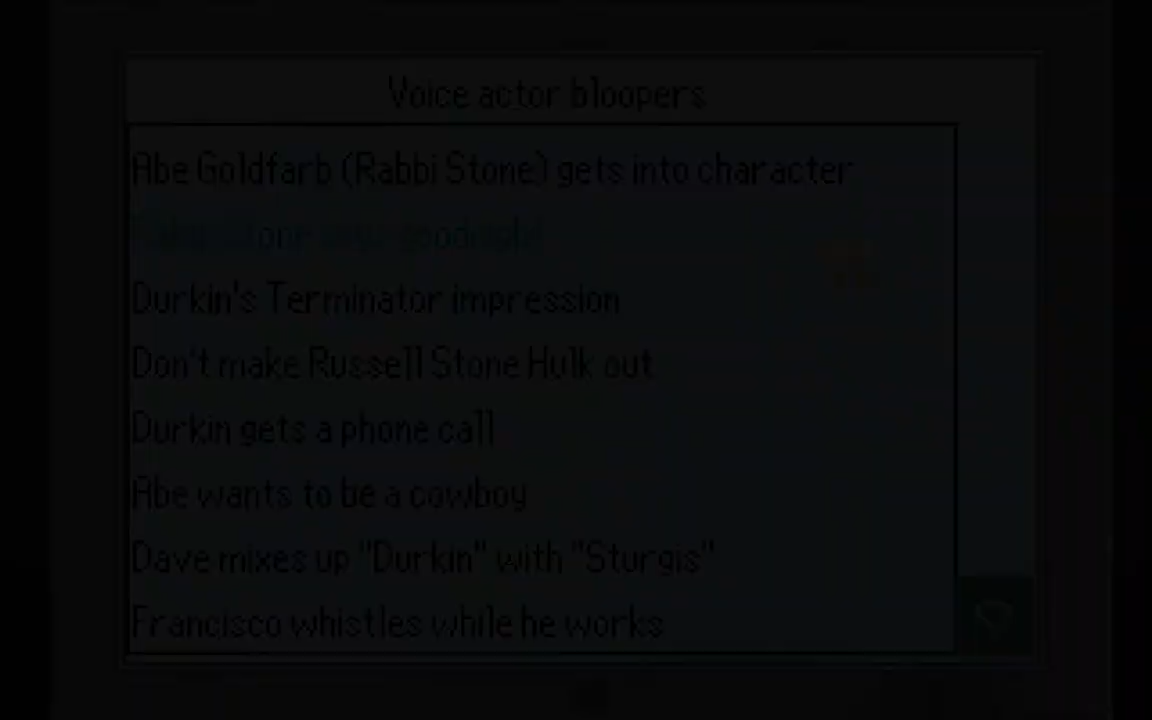 Voice actor bloopers
Abe Goldfarb (Rabbi Stone) gets into character
Durkin's Terminator impression
Don't make Russell Stone Hulk out
Durkin gets a phone call
Abe wants to be a cowboy
Dave mixes up "Durkin" with "Sturgis"
Francisco whistles while he works